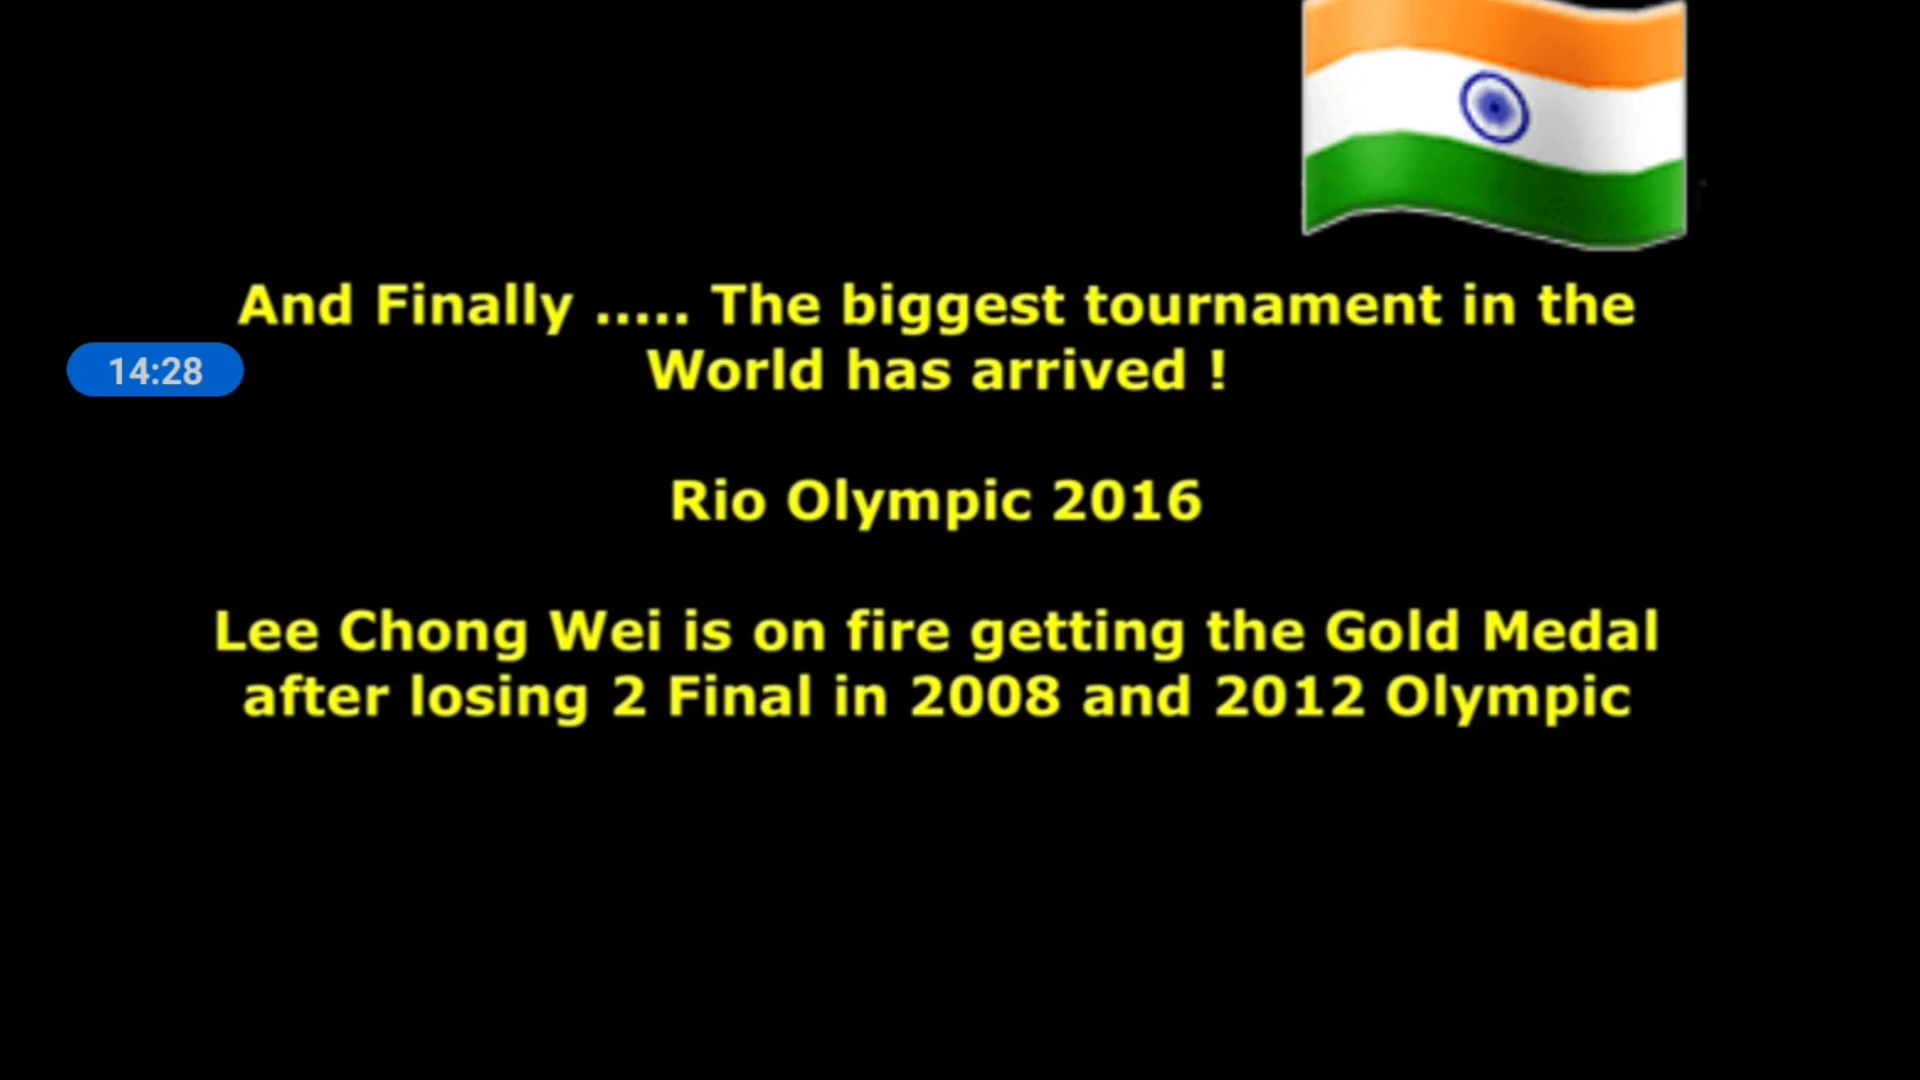 And Finally ..... The biggest tournament in the
14:28
World has arrived !
Rio Olympic 2016
Lee Chong Wei is on fire getting the Gold Medal
after losing 2 Final in 2008 and 2012 Olympic